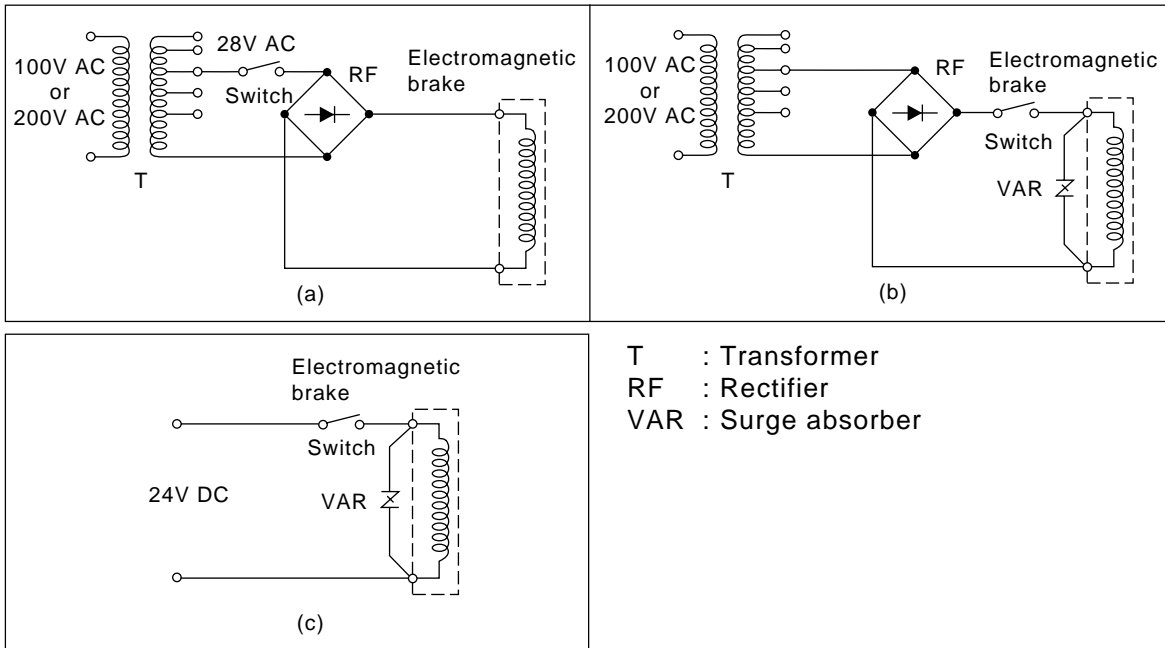 28V AC
100V AC
or
200V AC
Switch
RF
Electromagnetic
brake
T
(a)
100V AC
or
200V AC
RF
Electromagnetic
brake
Switch
VAR
T
(b)
Electromagnetic
brake
Switch
24V DC
VAR
(c)
T : Transformer
RF : Rectifier
VAR : Surge absorber